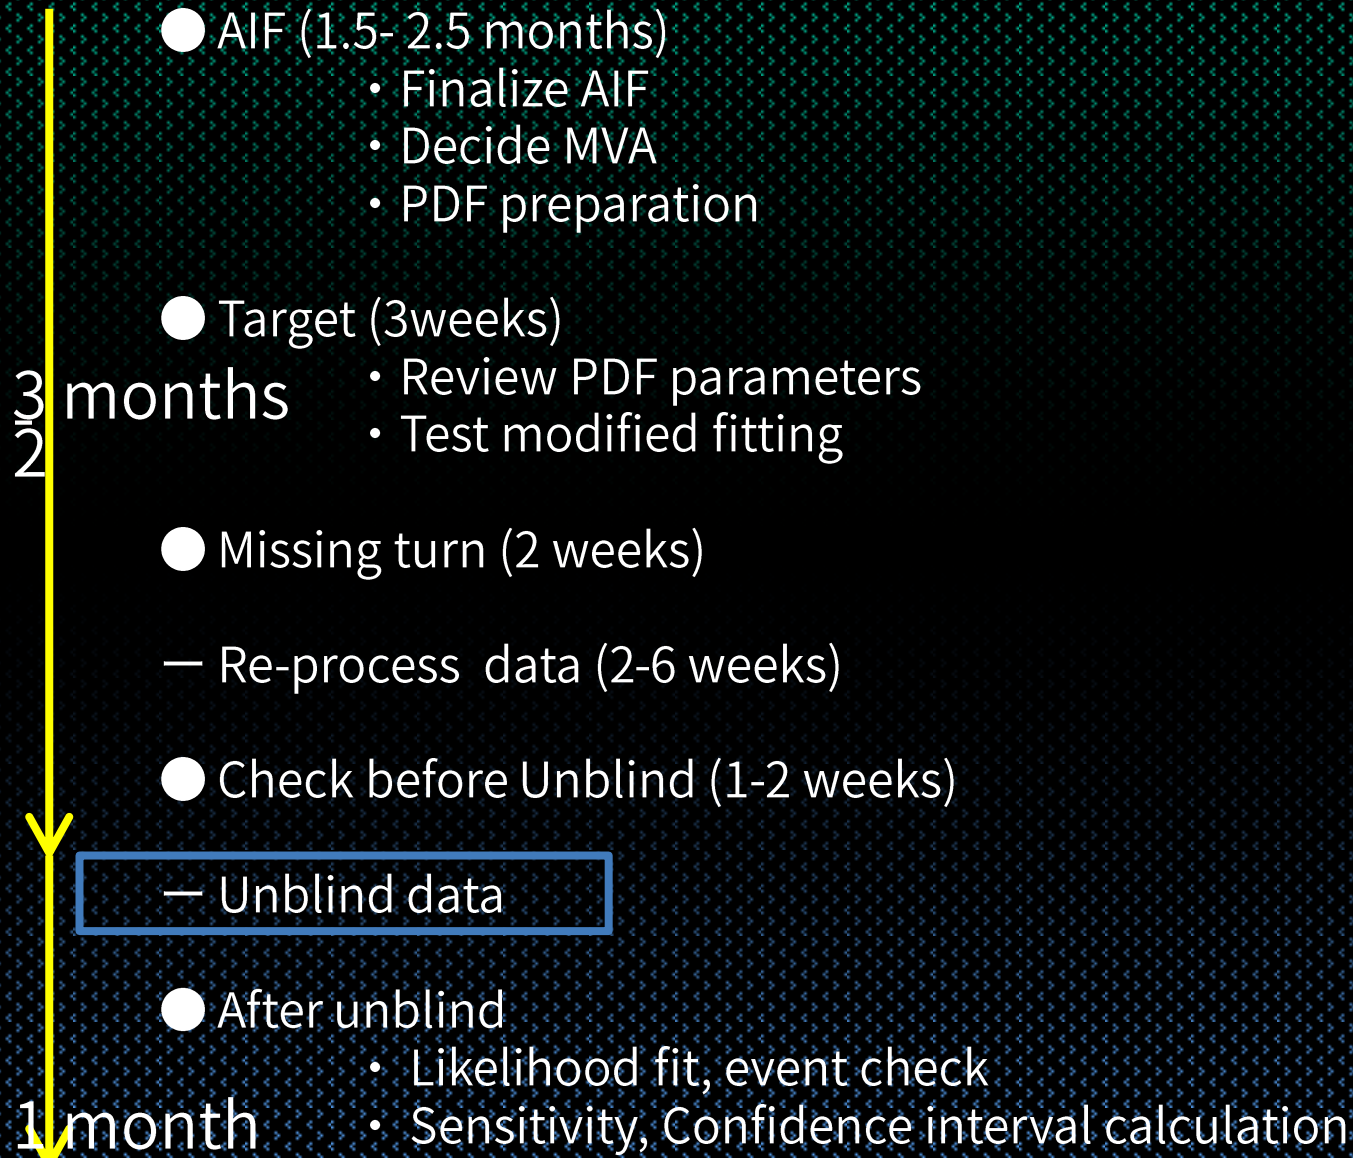 ● AIF (1.5- 2.5 months)
・Finalize AIF
・Decide MVA
・PDF preparation
● Target (3weeks)
・Review PDF parameters
3 months
-
2
・Test modified fitting
● Missing turn (2 weeks)
— Re-process data (2-6 weeks)
● Check before Unblind (1-2 weeks)
— Unblind data
● After unblind
・ Likelihood fit, event check
1 month
・ Sensitivity, Confidence interval calculation